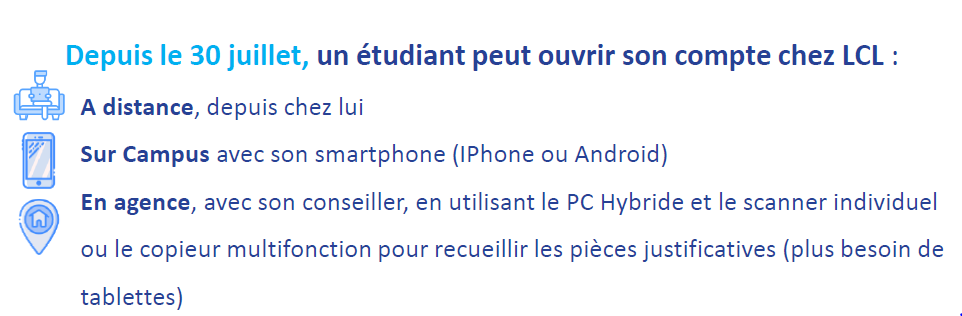 Depuis le 30 juillet, un étudiant peut ouvrir son compte chez LCL :
A distance, depuis chez lui
Sur Campus avec son smartphone (IPhone ou Android)
En agence, avec son conseiller, en utilisant le PC Hybride et le scanner individuel
ou le copieur multifonction pour recueillir les pièces justificatives (plus besoin de
tablettes)